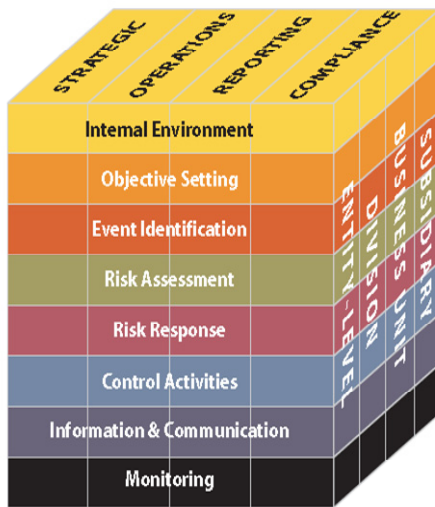 STRATEGIC
OPERATIONS
REPORTING
COMPLIANCE
Internal Environment
Objective Setting
Event Identification
Risk Assessment
Risk Response
Control Activities
Information & Communication
Monitoring
ENTITY-LEVEL
DIVISION
BUSINESS UNIT
SUBSIDIARY